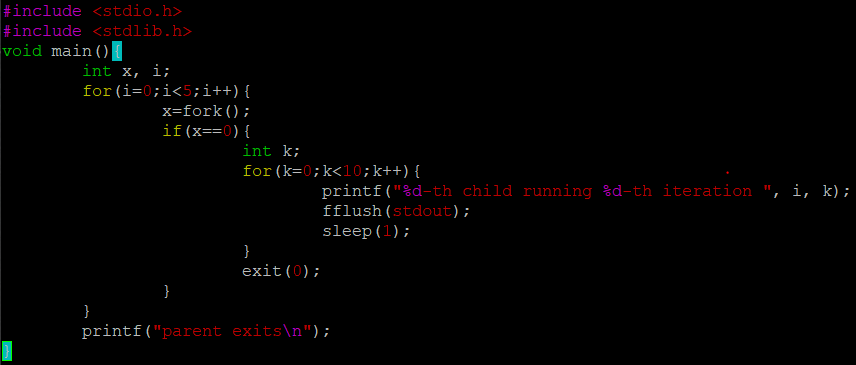 #include <stdio.h>
#include <stdlib.h>
void main(){
        int x, i;
        for(i=0;i<5;i++){
                x=fork();
                if(x==0){
                        int k;
                        for(k=0;k<10;k++){
                                printf("%d-th child running %d-th iteration ", i, k);
                                fflush(stdout);
                                sleep(1);
                        }
                        exit(0);
                }
        }
        printf("parent exits\n");
}